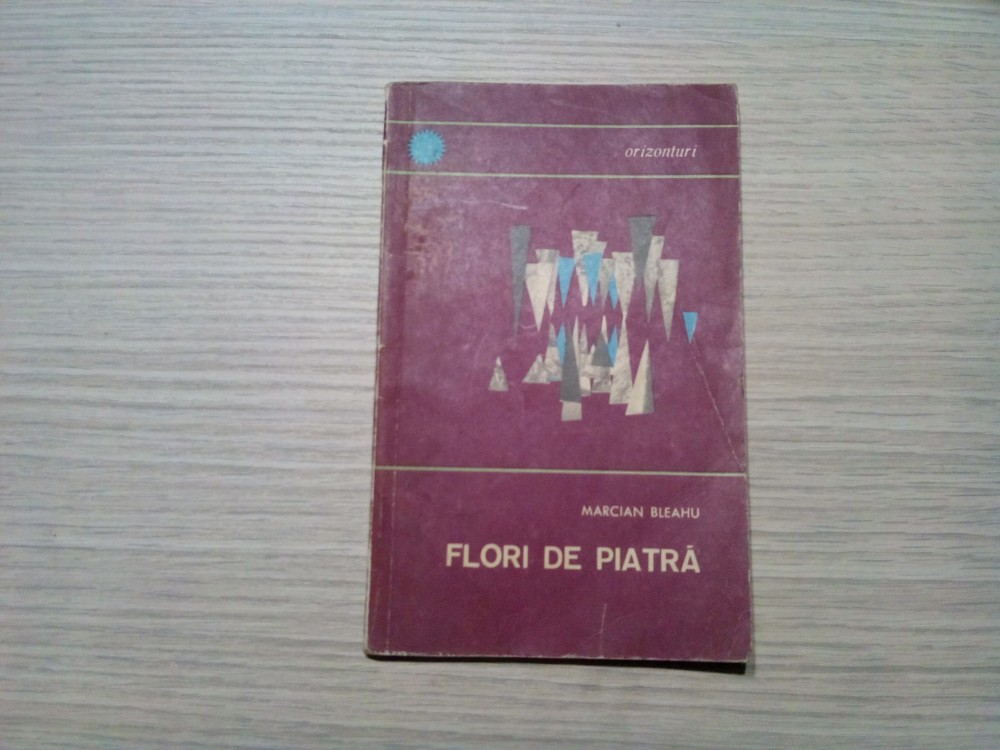 orizonturi
MARCIAN BLEAHU
FLORI DE PIATRĂ